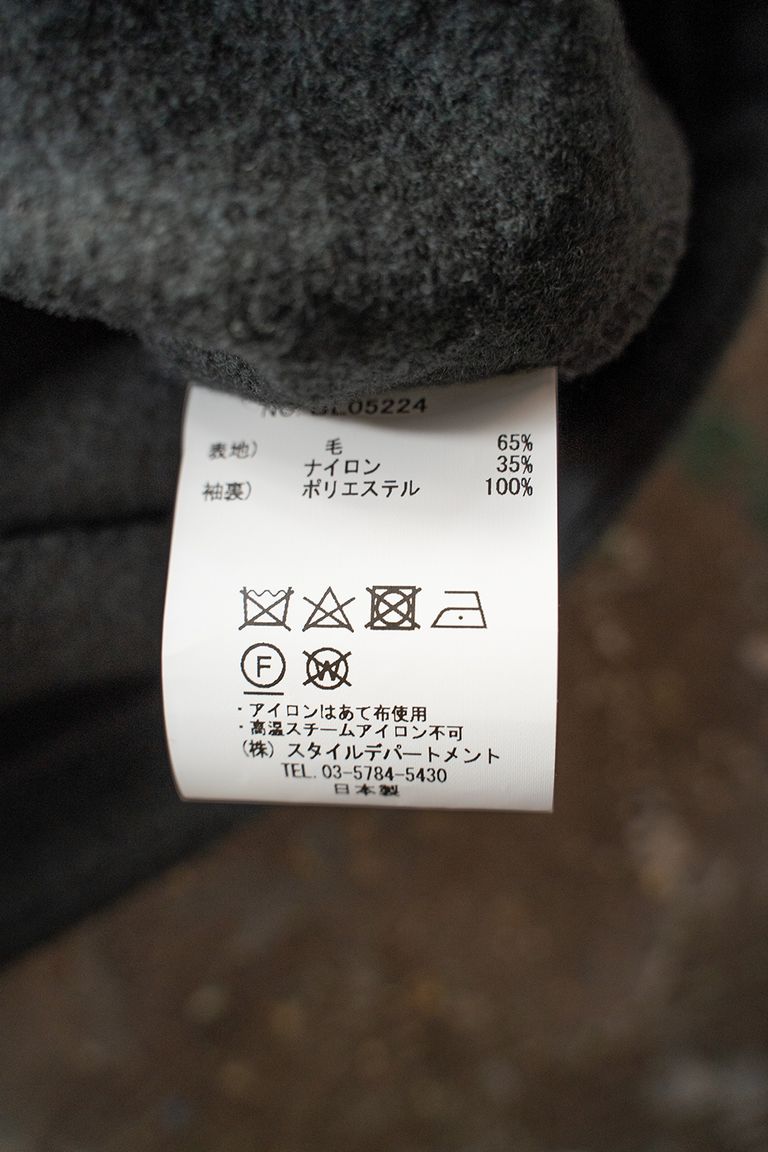 05224
表地) 毛 65%
ナイロン 35%
袖裏) ポリエステル 100%
F W
・アイロンはあて布使用
・高温スチームアイロン不可
(株) スタイルデパートメント
TEL. 03-5784-5430
日本製